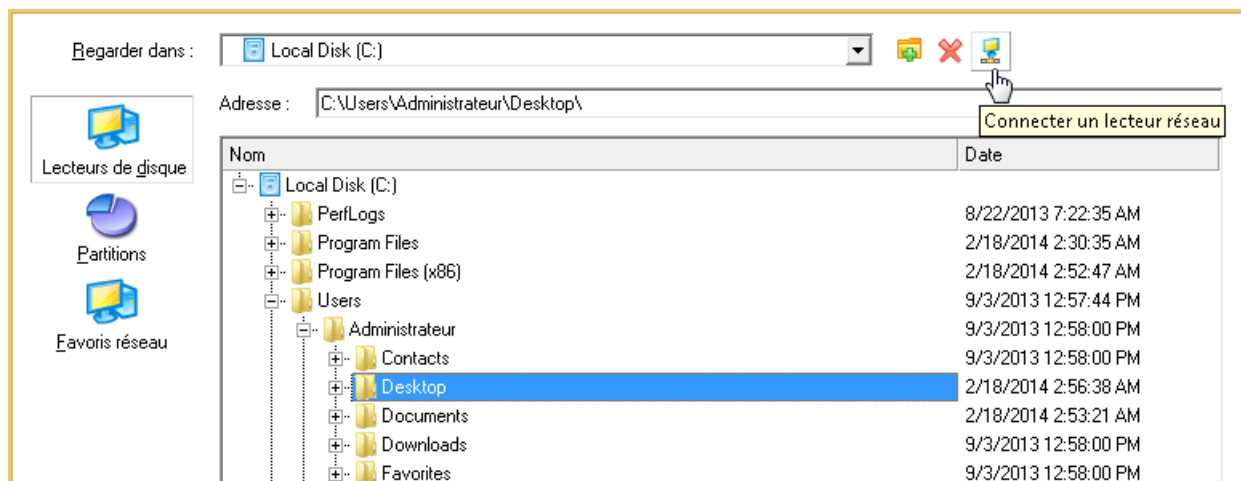 Regarder dans : Local Disk (C:)
Adresse : C:\Users\Administrateur\Desktop\
Connecter un lecteur réseau
Lecteurs de disque
Partitions
Favoris réseau
Nom Date
Local Disk (C:)
PerfLogs 8/22/2013 7:22:35 AM
Program Files 2/18/2014 2:30:35 AM
Program Files (x86) 2/18/2014 2:52:47 AM
Users 9/3/2013 12:57:44 PM
Administrateur 9/3/2013 12:58:00 PM
Contacts 9/3/2013 12:58:00 PM
Desktop 2/18/2014 2:56:38 AM
Documents 2/18/2014 2:53:21 AM
Downloads 9/3/2013 12:58:00 PM
Favorites 9/3/2013 12:58:00 PM